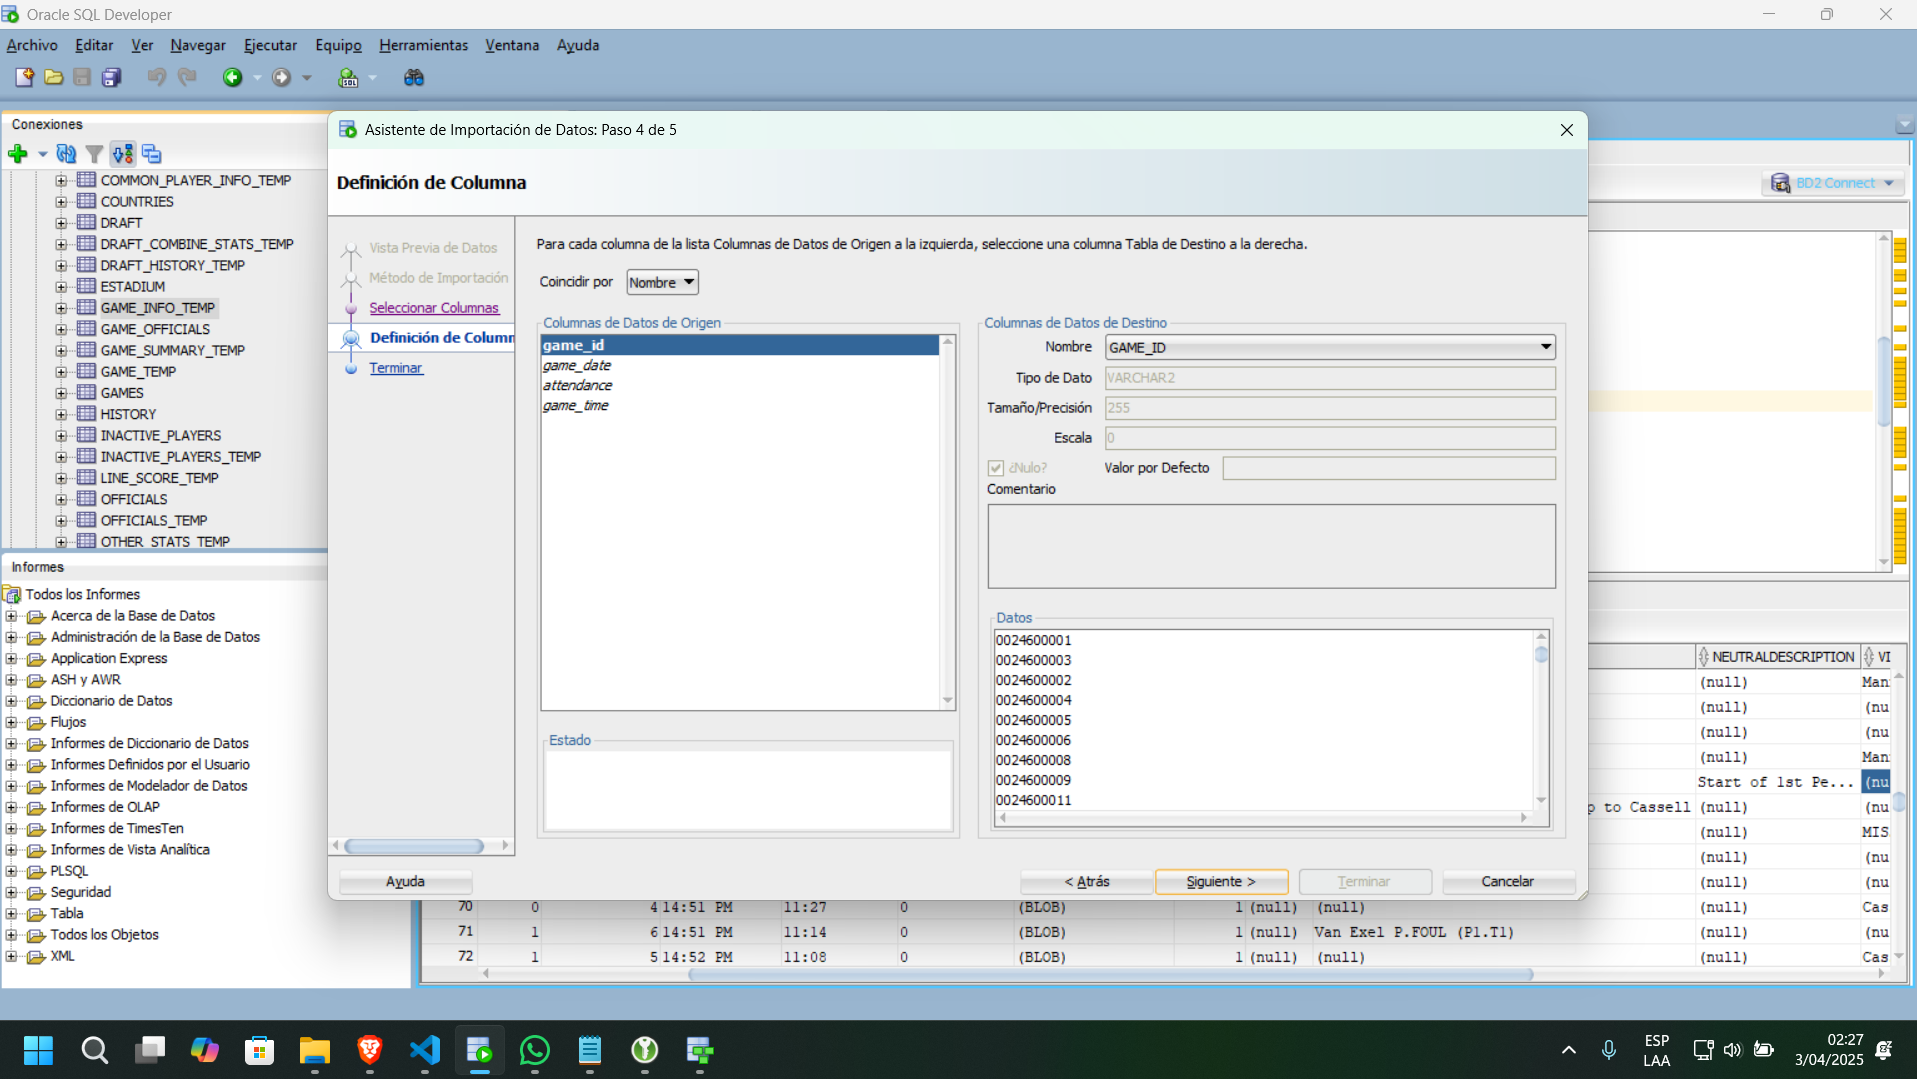 Oracle SQL Developer
Archivo Editar Ver Navegar Ejecutar Equipo Herramientas Ventana Ayuda
Conexiones
COMMON_PLAYER_INFO_TEMP
COUNTRIES
DRAFT
DRAFT_COMBINE_STATS_TEMP
DRAFT_HISTORY_TEMP
ESTADIUM
GAME_INFO_TEMP
GAME_OFFICIALS
GAME_SUMMARY_TEMP
GAME_TEMP
GAMES
HISTORY
INACTIVE_PLAYERS
INACTIVE_PLAYERS_TEMP
LINE_SCORE_TEMP
OFFICIALS
OFFICIALS_TEMP
OTHER_STATS_TEMP
Informes
Todos los Informes
Acerca de la Base de Datos
Administración de la Base de Datos
Application Express
ASH y AWR
Diccionario de Datos
Flujos
Informes de Diccionario de Datos
Informes Definidos por el Usuario
Informes de Modelador de Datos
Informes de OLAP
Informes de TimesTen
Informes de Vista Analítica
PLSQL
Seguridad
Tabla
Todos los Objetos
XML
Asistente de Importación de Datos: Paso 4 de 5
Definición de Columna
Vista Previa de Datos
Método de Importación
Seleccionar Columnas
Definición de Column
Terminar
Para cada columna de la lista Columnas de Datos de Origen a la izquierda, seleccione una columna Tabla de Destino a la derecha.
Coincidir por Nombre
Columnas de Datos de Origen
game_id
game_date
attendance
game_time
Estado
Columnas de Datos de Destino
Nombre GAME_ID
Tipo de Dato VARCHAR2
Tamaño/Precisión 255
Escala 0
¿Nulo? Valor por Defecto
Comentario
Datos
0024600001
0024600003
0024600002
0024600004
0024600005
0024600006
0024600008
0024600009
0024600011
Ayuda < Atrás Siguiente > Terminar Cancelar
BD2 Connect
NEUTRALDESCRIPTION VI
(null) Man
(null) (nu
(null) (nu
(null) Man
Start of 1st Pe... (nu
p to Cassell (null) (nu
(null) MIS
(null) (nu
(null) (nu
70 0 4 14:51 PM 11:27 0 (BLOB) 1 (null) (null) (null) Cas
71 1 6 14:51 PM 11:14 0 (BLOB) 1 (null) Van Exel P.FOUL (P1.T1) (null) (nu
72 1 5 14:52 PM 11:08 0 (BLOB) 1 (null) (null) (null) Cas
SQL
ESP
LAA
02:27
3/04/2025